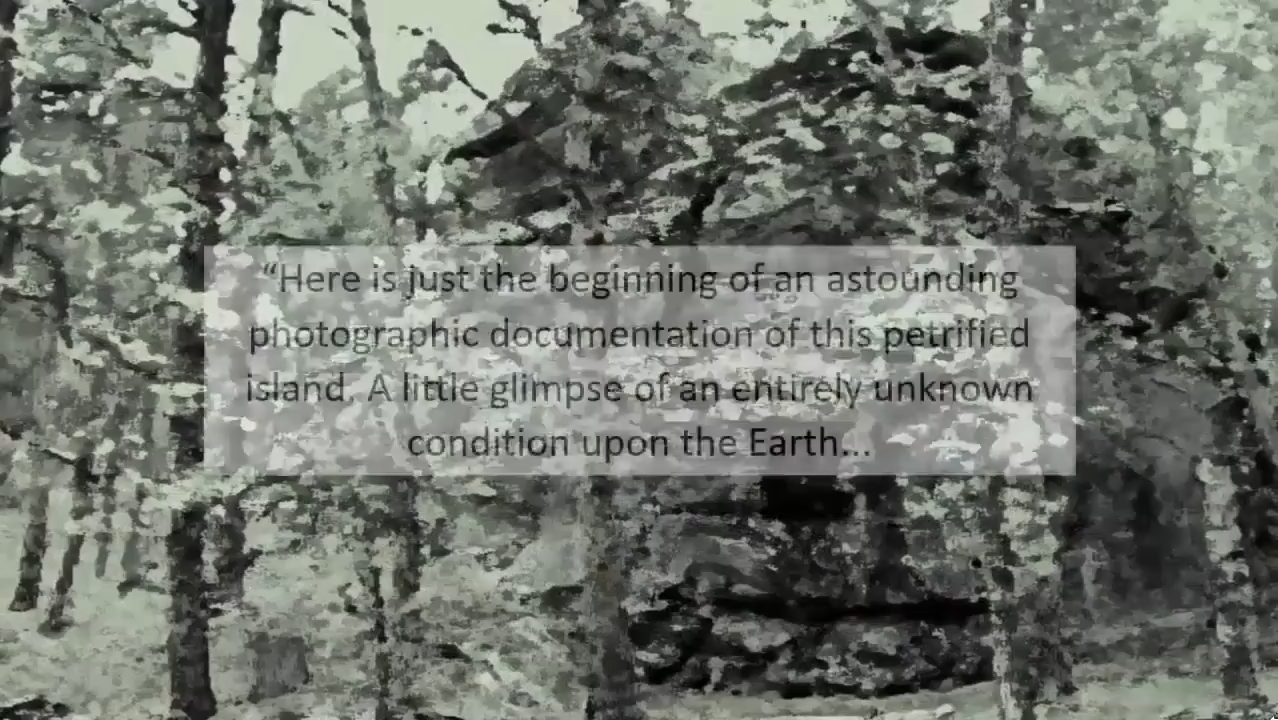 “Here is just the beginning of an astounding
photographic documentation of this petrified
island. A little glimpse of an entirely unknown
condition upon the Earth...